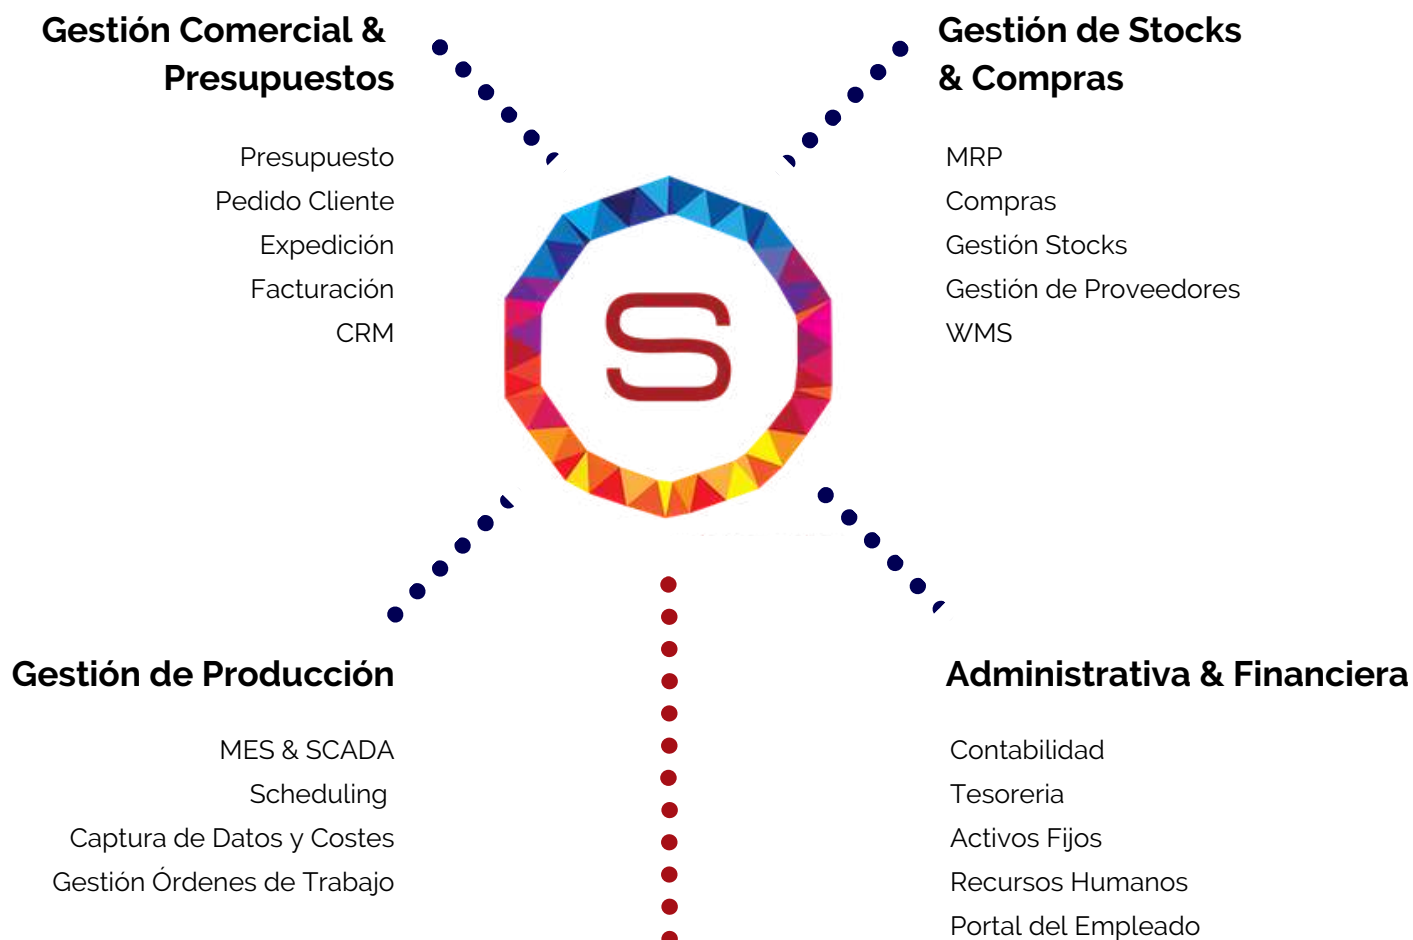 Gestión Comercial &
Presupuestos
Presupuesto
Pedido Cliente
Expedición
Facturación
CRM
Gestión de Stocks
& Compras
MRP
Compras
Gestión Stocks
Gestión de Proveedores
WMS
S
Gestión de Producción
MES & SCADA
Scheduling
Captura de Datos y Costes
Gestión Órdenes de Trabajo
Administrativa & Financiera
Contabilidad
Tesoreria
Activos Fijos
Recursos Humanos
Portal del Empleado